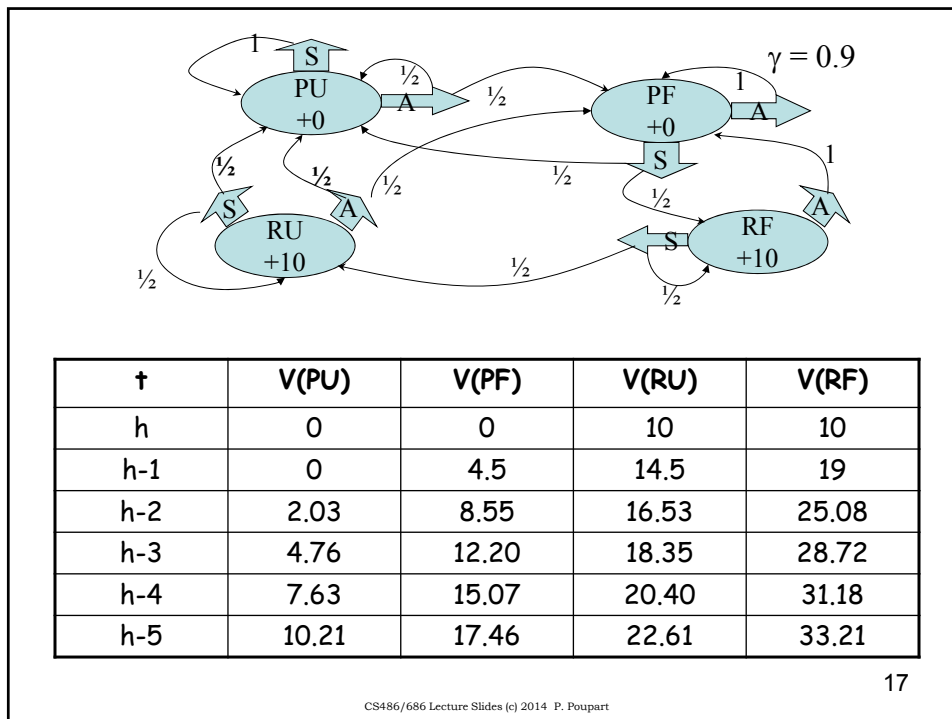 1
S
½
γ = 0.9
PU
+0
A
½
1
PF
+0
A
S
½
½
½
½
½
1
S
A
RU
+10
½
½
S
½
RF
+10
A
t V(PU) V(PF) V(RU) V(RF)
h 0 0 10 10
h-1 0 4.5 14.5 19
h-2 2.03 8.55 16.53 25.08
h-3 4.76 12.20 18.35 28.72
h-4 7.63 15.07 20.40 31.18
h-5 10.21 17.46 22.61 33.21
17
CS486/686 Lecture Slides (c) 2014 P. Poupart